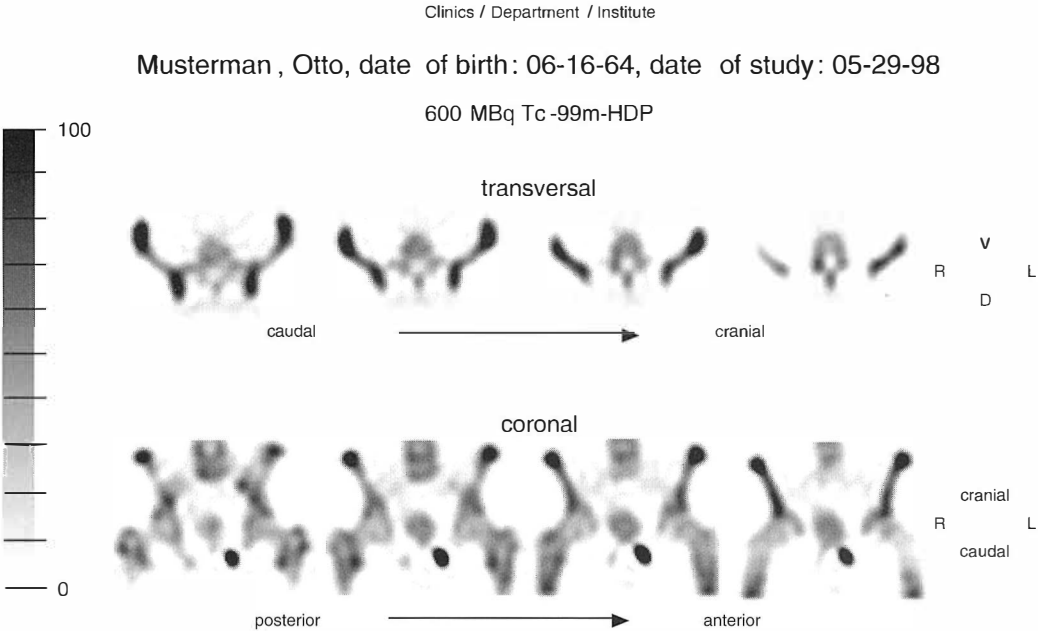 Clinics / Department / Institute
Musterman, Otto, date of birth: 06-16-64, date of study: 05-29-98
600 MBq Tc-99m-HDP
100
transversal
V
R L
D
caudal cranial
coronal
cranial
R L
caudal
0
posterior anterior